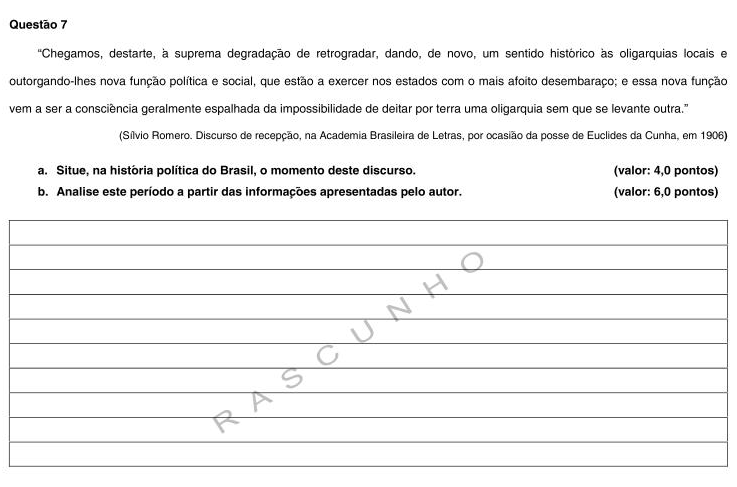 Questão 7
“Chegamos, destarte, à suprema degradação de retrogradar, dando, de novo, um sentido histórico às oligarquias locais e
outorgando-lhes nova função política e social, que estão a exercer nos estados com o mais afoito desembaraço; e essa nova função
vem a ser a consciência geralmente espalhada da impossibilidade de deitar por terra uma oligarquia sem que se levante outra.”
(Sílvio Romero. Discurso de recepção, na Academia Brasileira de Letras, por ocasião da posse de Euclides da Cunha, em 1906)
a. Situe, na história política do Brasil, o momento deste discurso. (valor: 4,0 pontos)
b. Analise este período a partir das informações apresentadas pelo autor. (valor: 6,0 pontos)
RASCUNHO